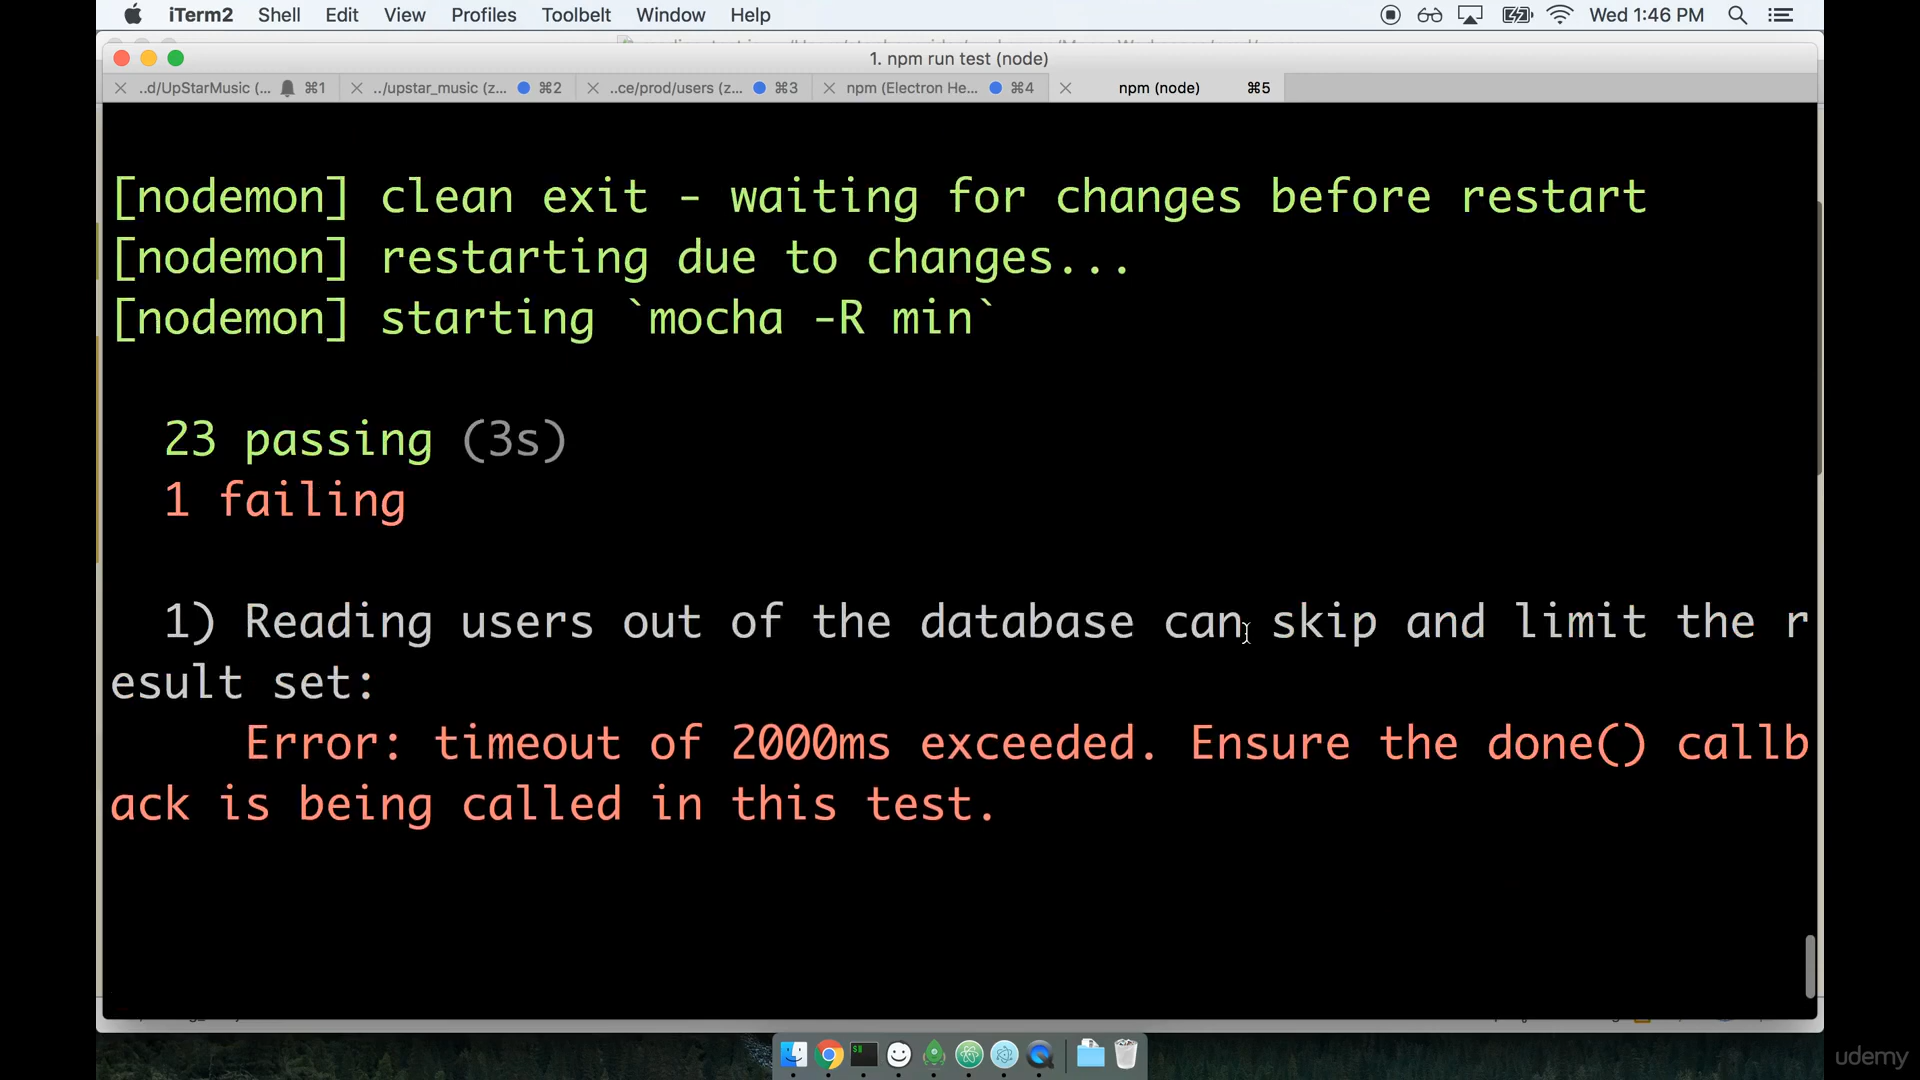 iTerm2 Shell Edit View Profiles Toolbelt Window Help Wed 1:46 PM
1. npm run test (node)
..d/UpStarMusic (... ⌘1 ../upstar_music (z... ⌘2 ..ce/prod/users (z... ⌘3 npm (Electron He... ⌘4 npm (node) ⌘5
[nodemon] clean exit - waiting for changes before restart
[nodemon] restarting due to changes...
[nodemon] starting `mocha -R min`
23 passing (3s)
1 failing
1) Reading users out of the database can skip and limit the r
esult set:
Error: timeout of 2000ms exceeded. Ensure the done() callb
ack is being called in this test.
udemy